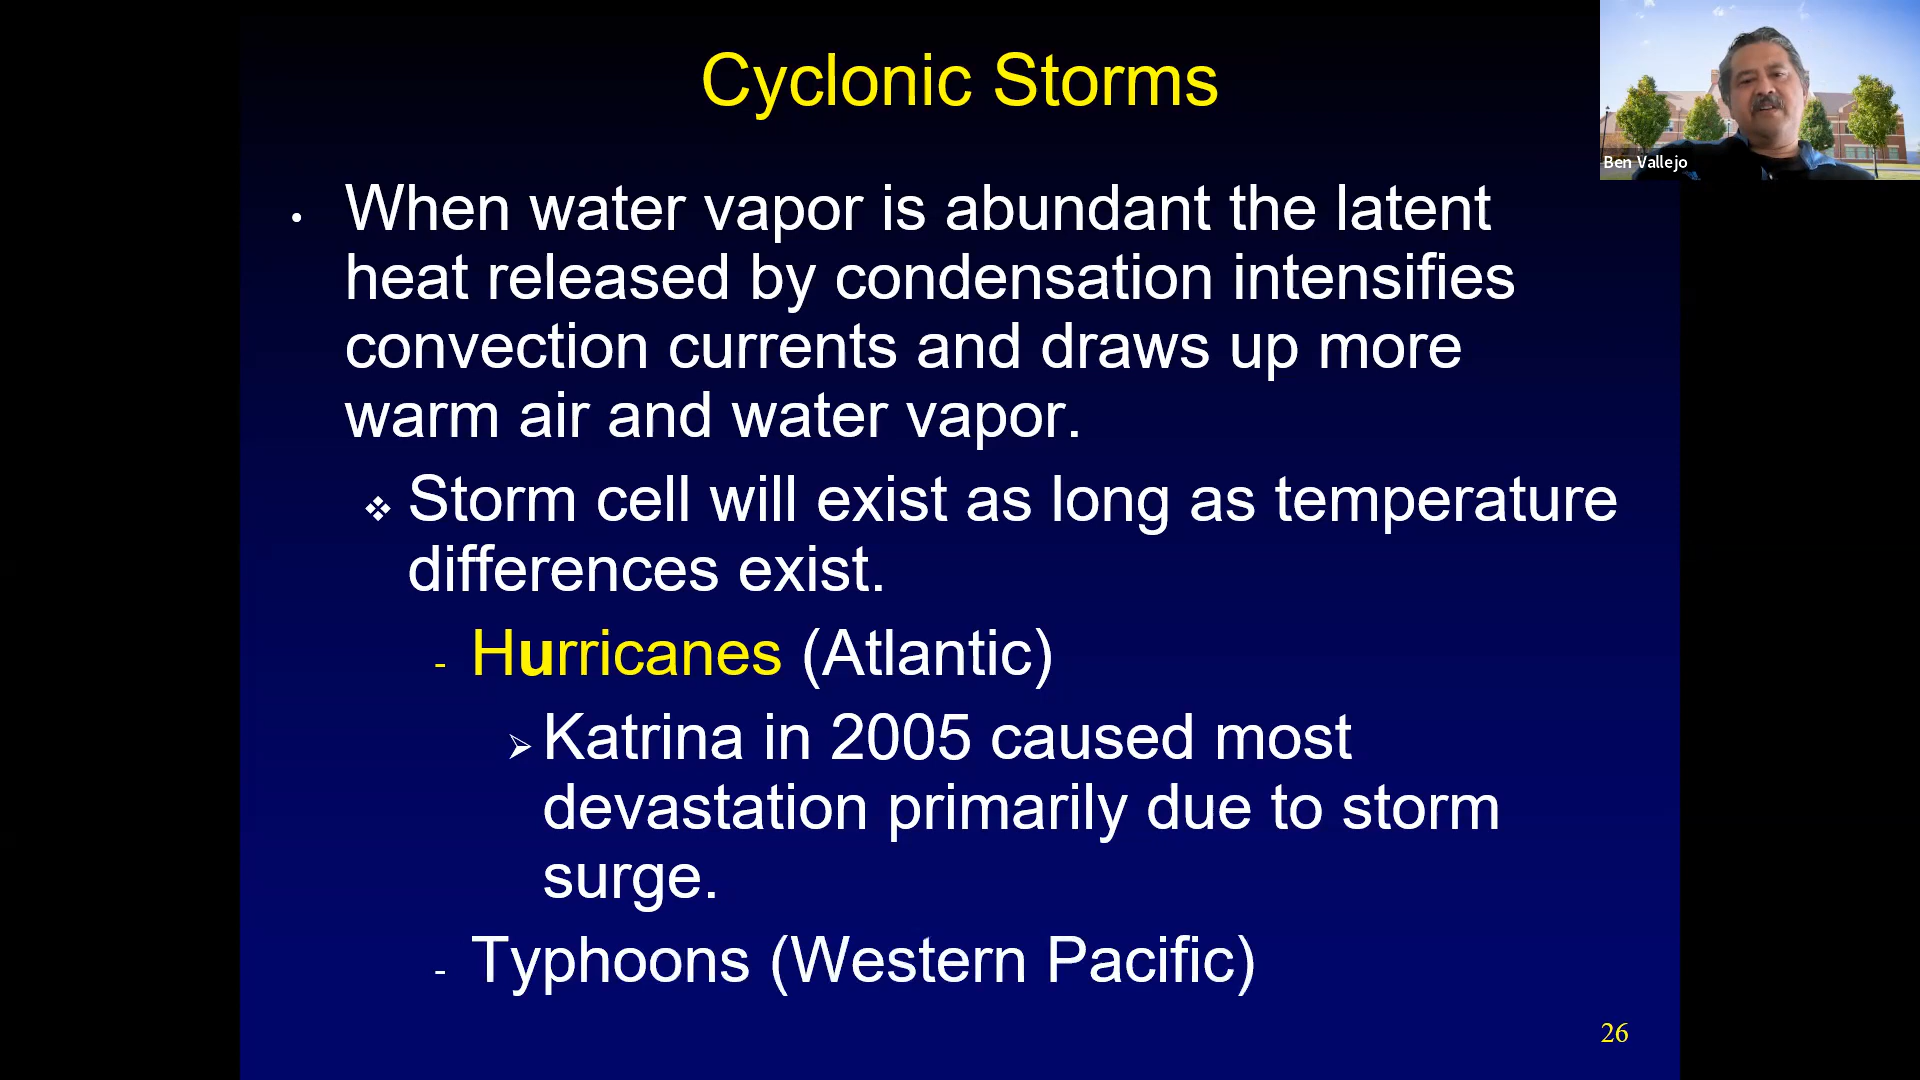 Cyclonic Storms
Ben Vallejo
• When water vapor is abundant the latent
heat released by condensation intensifies
convection currents and draws up more
warm air and water vapor.
❖ Storm cell will exist as long as temperature
differences exist.
- Hurricanes (Atlantic)
➢ Katrina in 2005 caused most
devastation primarily due to storm
surge.
- Typhoons (Western Pacific)
26